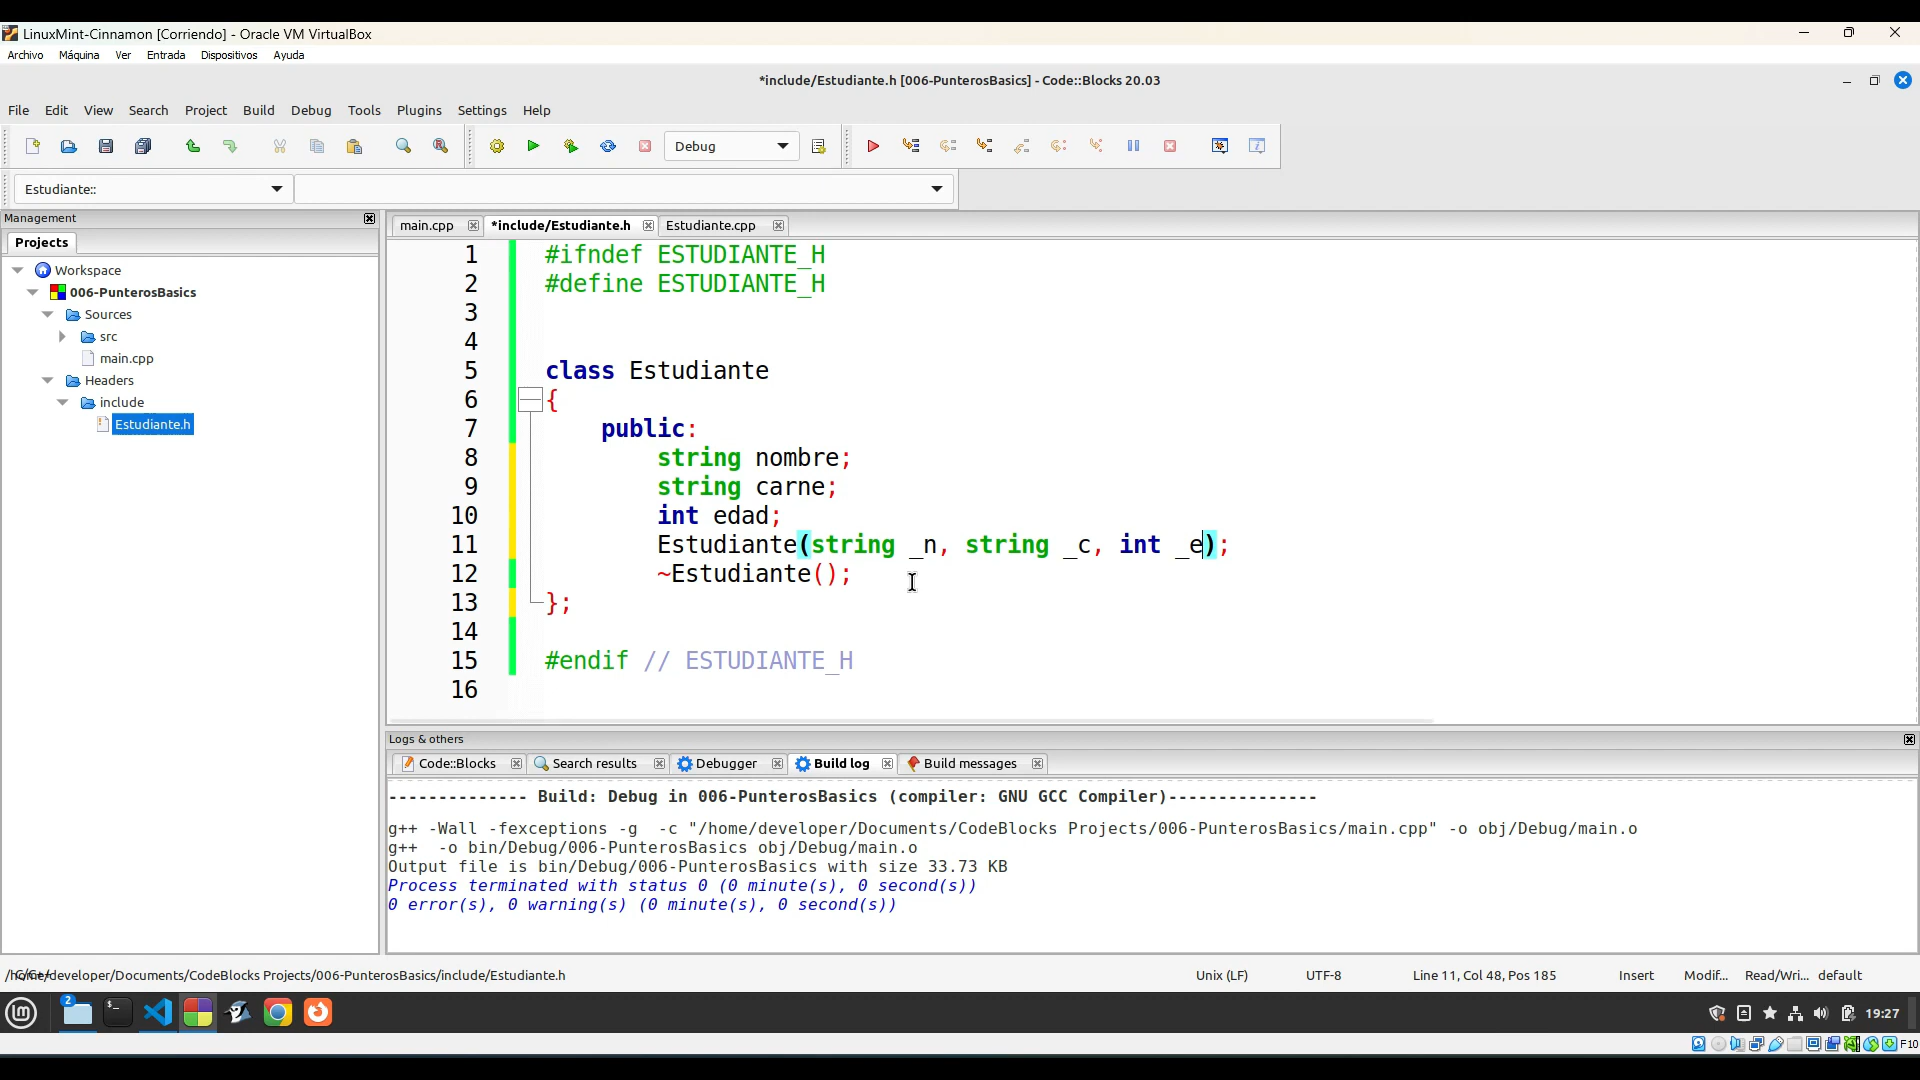 LinuxMint-Cinnamon [Corriendo] - Oracle VM VirtualBox
Archivo Máquina Ver Entrada Dispositivos Ayuda
*include/Estudiante.h [006-PunterosBasics] - Code::Blocks 20.03
File Edit View Search Project Build Debug Tools Plugins Settings Help
Debug
Estudiante::
Management
Projects
Workspace
006-PunterosBasics
Sources
src
main.cpp
Headers
include
Estudiante.h
main.cpp *include/Estudiante.h Estudiante.cpp
1 #ifndef ESTUDIANTE_H
2 #define ESTUDIANTE_H
3
4
5 class Estudiante
6 {
7 public:
8 string nombre;
9 string carne;
10 int edad;
11 Estudiante(string _n, string _c, int _e);
12 ~Estudiante();
13 };
14
15 #endif // ESTUDIANTE_H
16
Logs & others
Code::Blocks Search results Debugger Build log Build messages
-------------- Build: Debug in 006-PunterosBasics (compiler: GNU GCC Compiler)---------------
g++ -Wall -fexceptions -g  -c "/home/developer/Documents/CodeBlocks Projects/006-PunterosBasics/main.cpp" -o obj/Debug/main.o
g++  -o bin/Debug/006-PunterosBasics obj/Debug/main.o
Output file is bin/Debug/006-PunterosBasics with size 33.73 KB
Process terminated with status 0 (0 minute(s), 0 second(s))
0 error(s), 0 warning(s) (0 minute(s), 0 second(s))
/home/developer/Documents/CodeBlocks Projects/006-PunterosBasics/include/Estudiante.h Unix (LF) UTF-8 Line 11, Col 48, Pos 185 Insert Modif... Read/Wri... default
2
19:27
F10